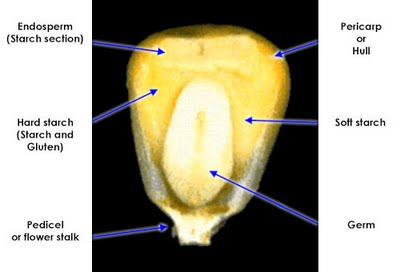 Endosperm
(Starch section)
Pericarp
or
Hull
Hard starch
(Starch and
Gluten)
Soft starch
Pedicel
or flower stalk
Germ